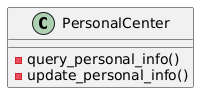 C PersonalCenter
query_personal_info()
update_personal_info()